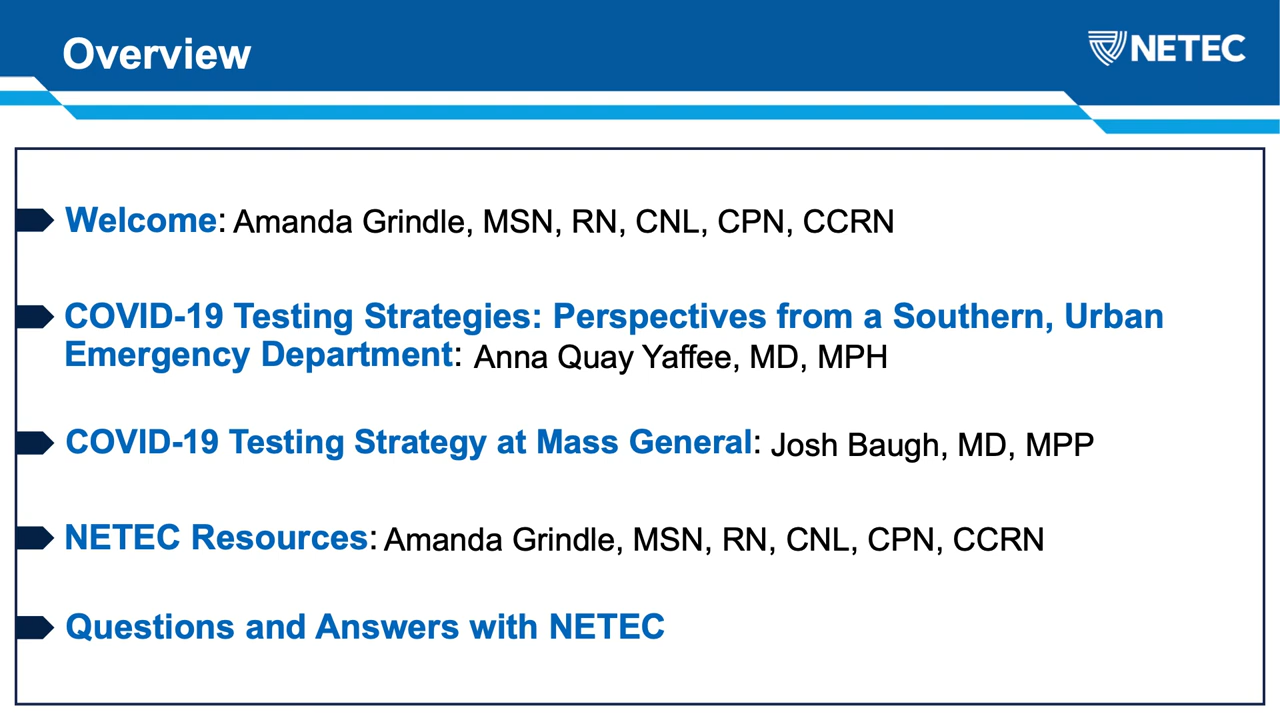 Overview
NETEC
Welcome: Amanda Grindle, MSN, RN, CNL, CPN, CCRN
COVID-19 Testing Strategies: Perspectives from a Southern, Urban
Emergency Department: Anna Quay Yaffee, MD, MPH
COVID-19 Testing Strategy at Mass General: Josh Baugh, MD, MPP
NETEC Resources: Amanda Grindle, MSN, RN, CNL, CPN, CCRN
Questions and Answers with NETEC